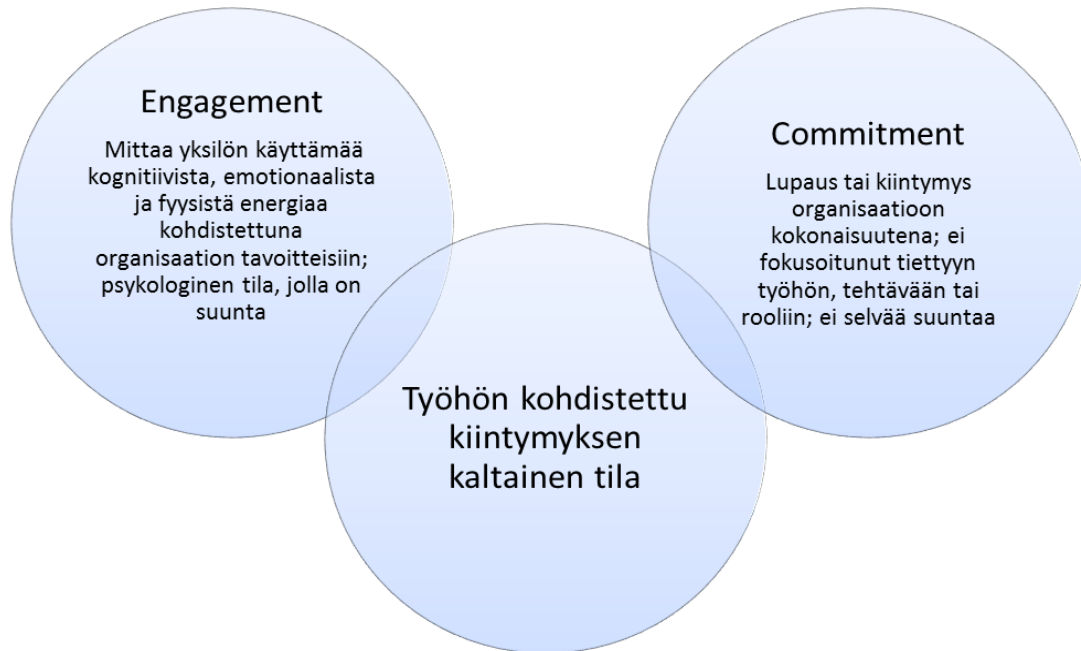 Engagement
Mittaa yksilön käyttämää
kognitiivista, emotionaalista
ja fyysistä energiaa
kohdistettuna
organisaation tavoitteisiin;
psykologinen tila, jolla on
suunta
Commitment
Lupaus tai kiintymys
organisaatioon
kokonaisuutena; ei
fokusoitunut tiettyyn
työhön, tehtävään tai
rooliin; ei selvää suuntaa
Työhön kohdistettu
kiintymyksen
kaltainen tila